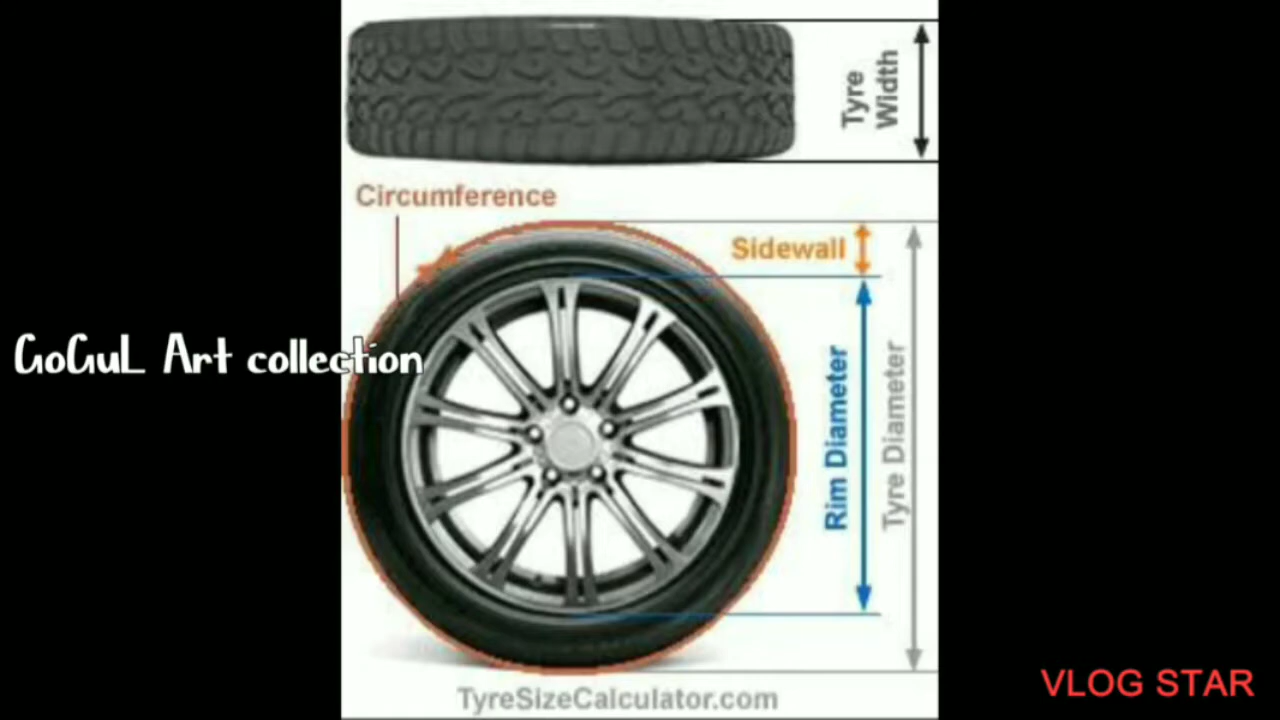 Tyre
Width
Circumference
Sidewall
GoGuL Art collection
Rim Diameter
Tyre Diameter
VLOG STAR
TyreSizeCalculator.com